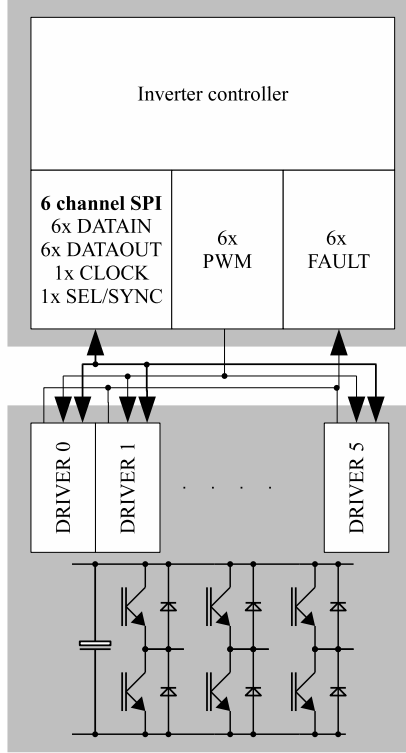 Inverter controller
6 channel SPI
6x DATAIN
6x DATAOUT
1x CLOCK
1x SEL/SYNC
6x
PWM
6x
FAULT
DRIVER 0
DRIVER 1
. . . .
DRIVER 5